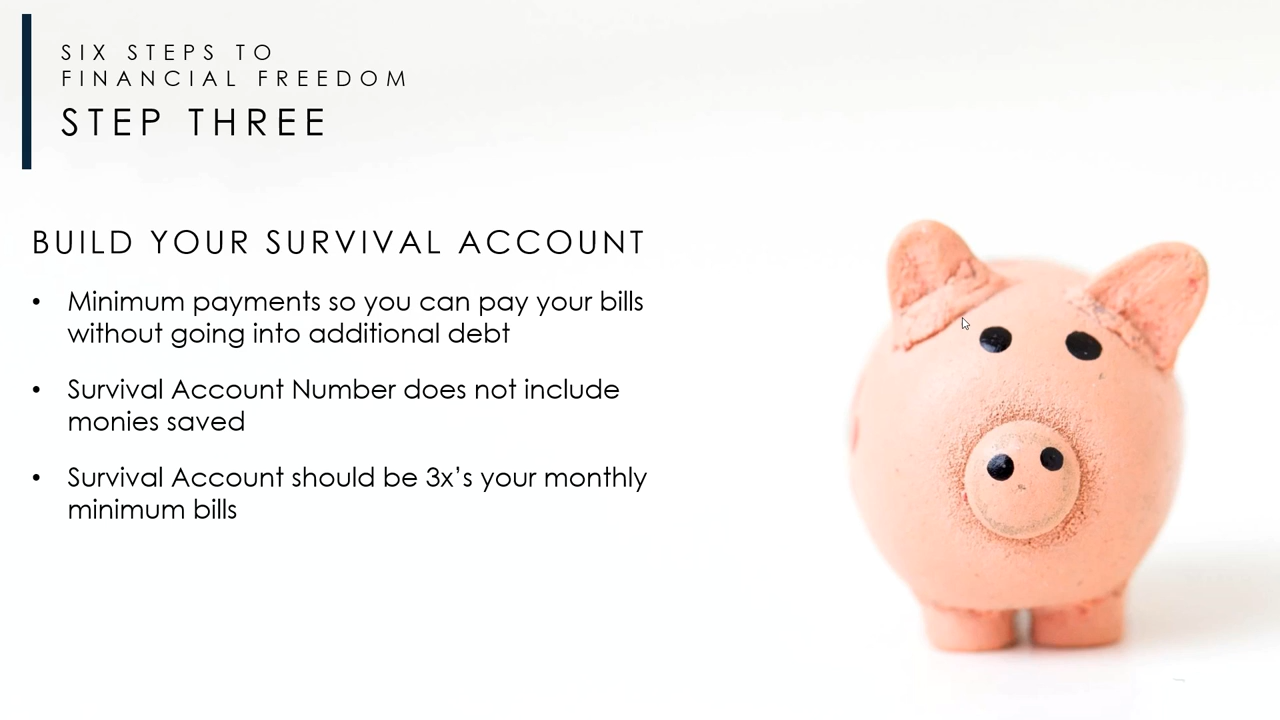 SIX STEPS TO
FINANCIAL FREEDOM
STEP THREE
BUILD YOUR SURVIVAL ACCOUNT
• Minimum payments so you can pay your bills
without going into additional debt
• Survival Account Number does not include
monies saved
• Survival Account should be 3x’s your monthly
minimum bills